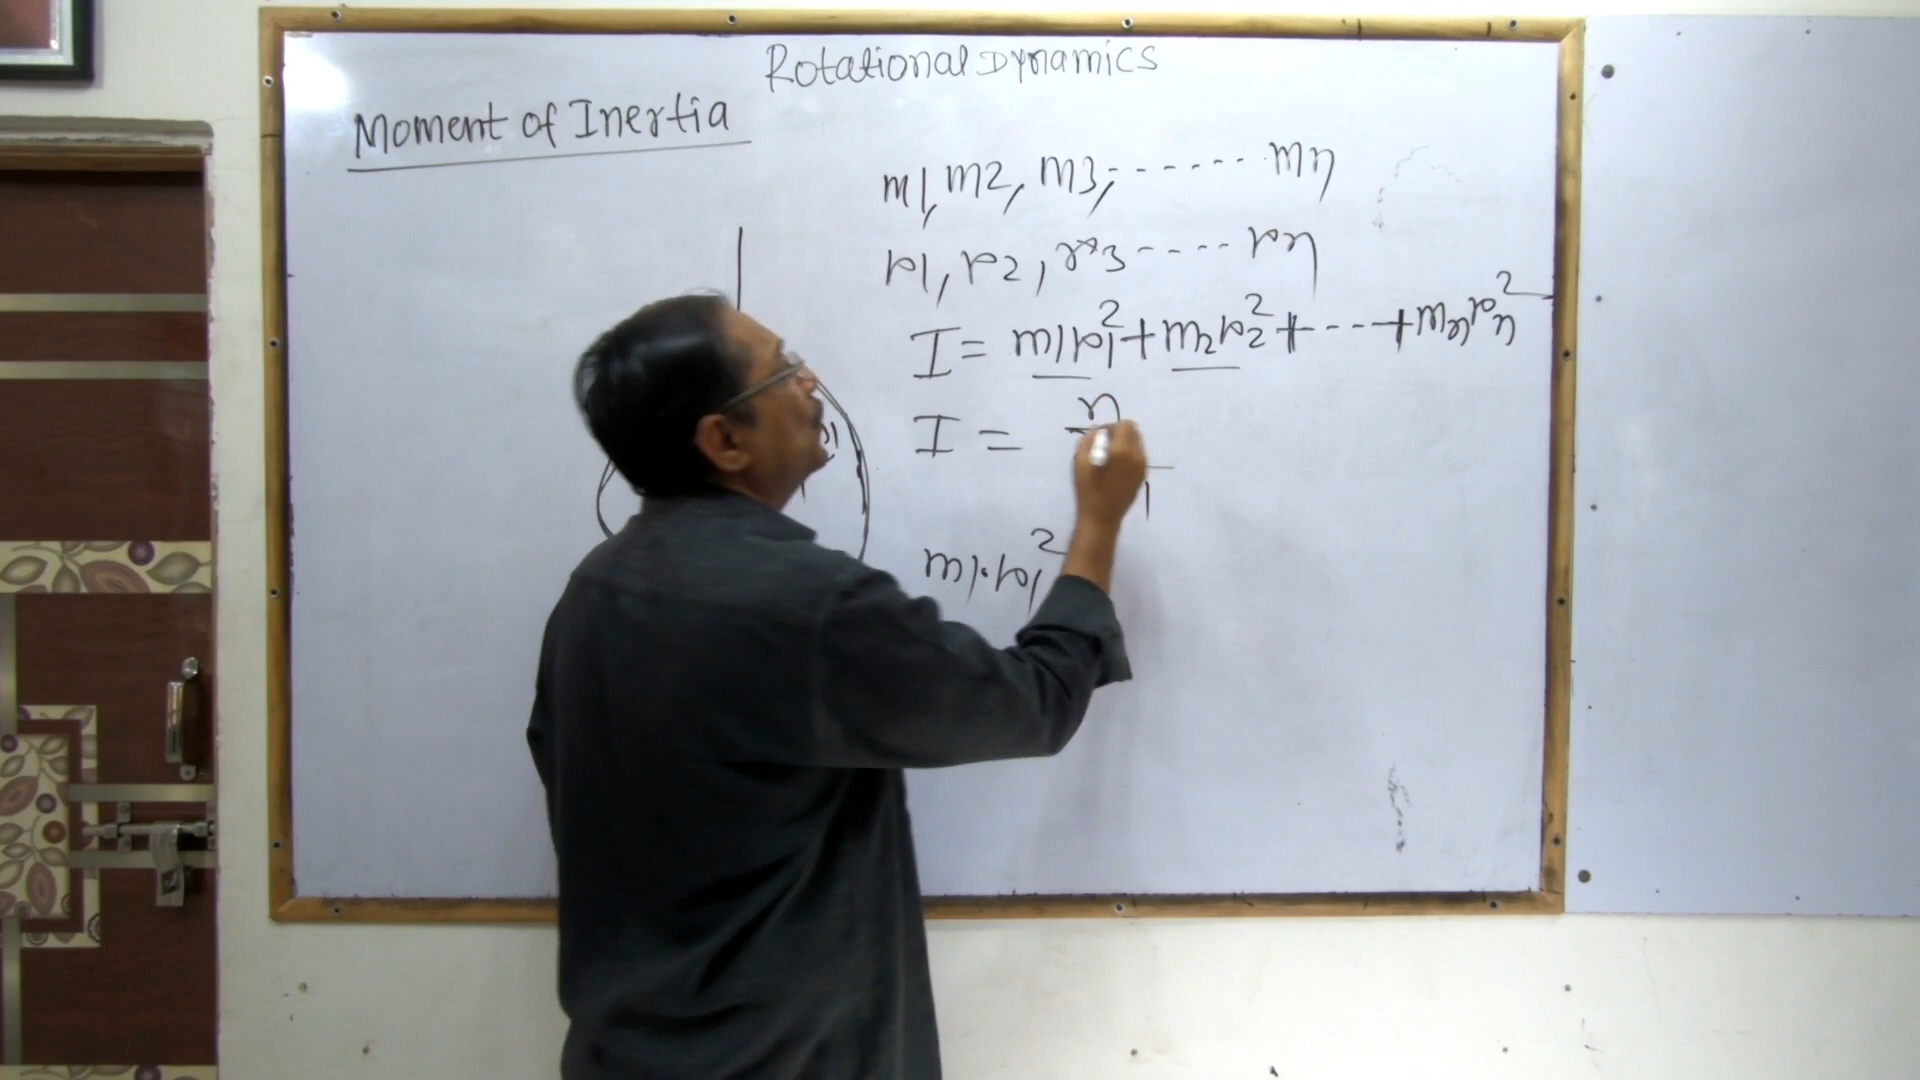 Rotational Dynamics
Moment of Inertia
m1, m2, m3, ------ mn
r1, r2, r3 ---- rn
I = m1r1² + m2r2² + --- + mnrn²
I = n
m1.r1²